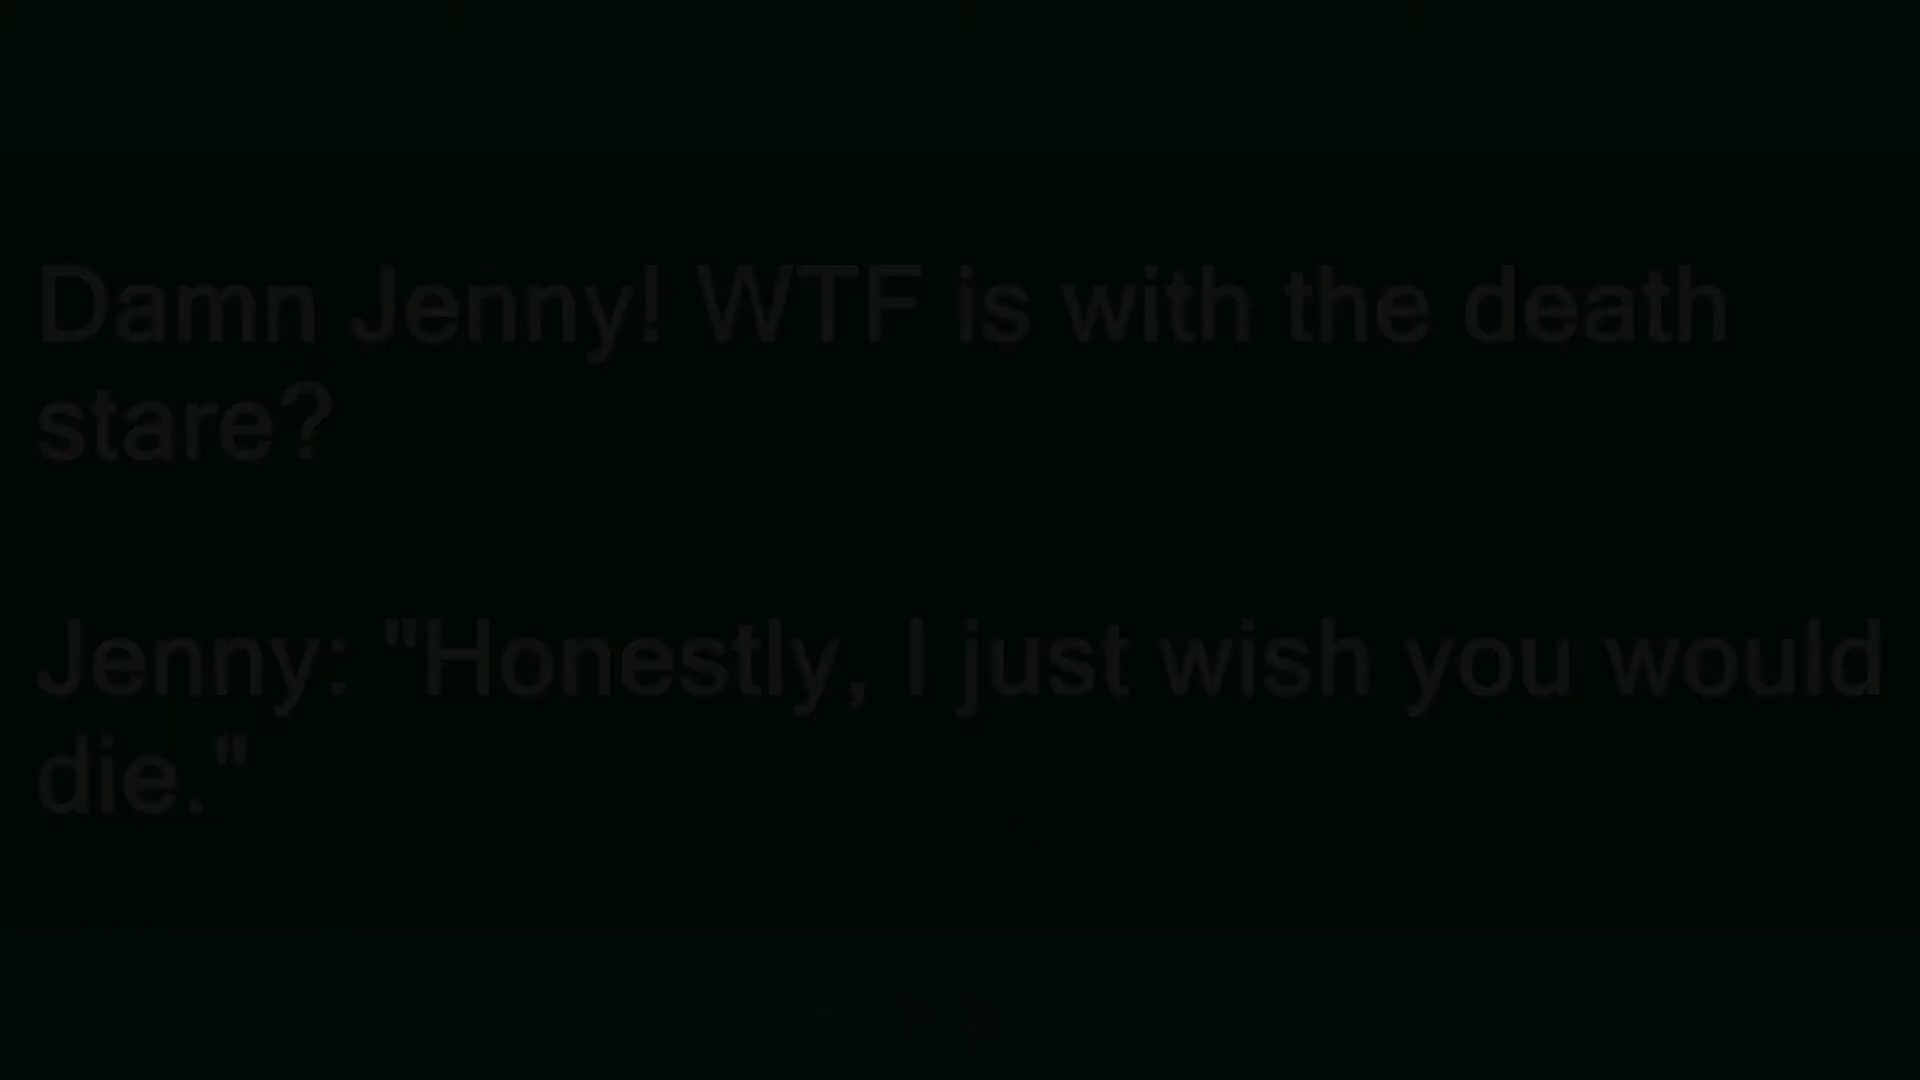 Damn Jenny! WTF is with the death
stare?
Jenny: "Honestly, I just wish you would
die."